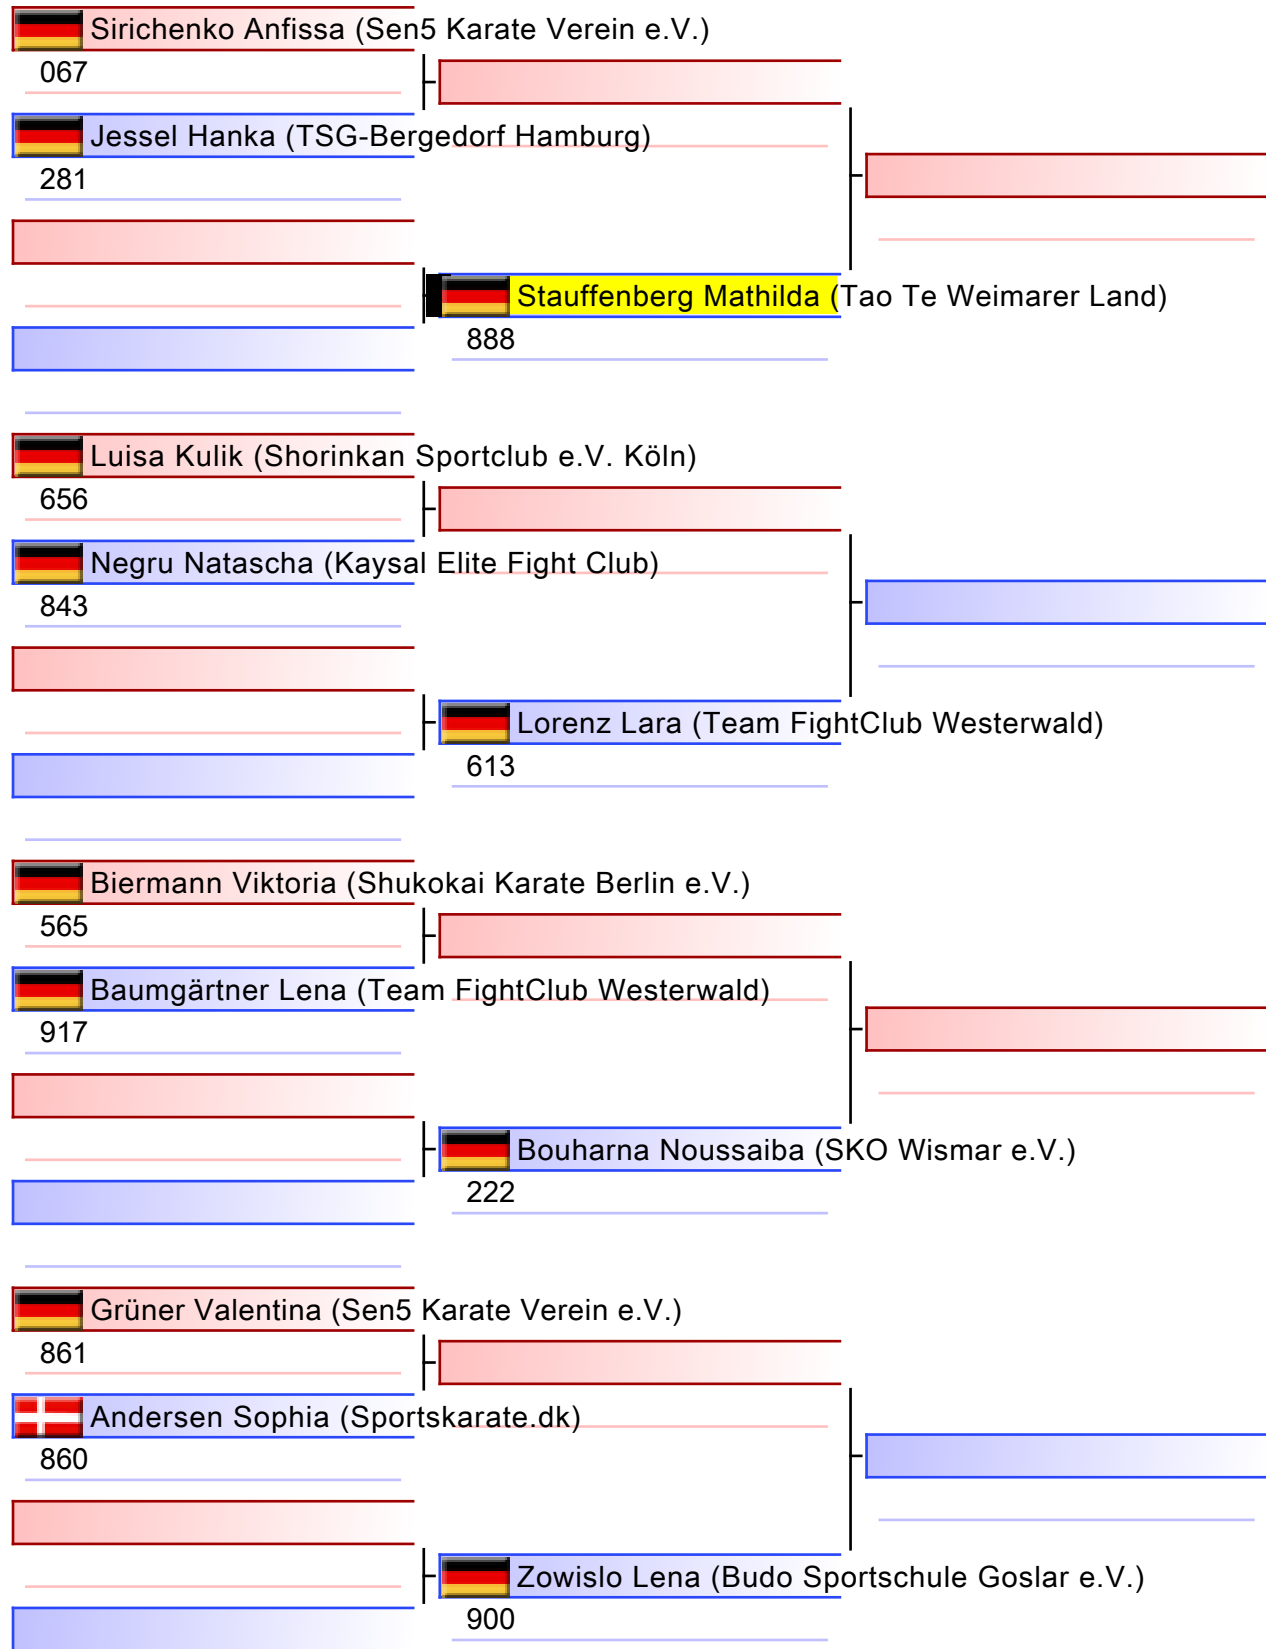 Sirichenko Anfissa (Sen5 Karate Verein e.V.)
067
Jessel Hanka (TSG-Bergedorf Hamburg)
281
Stauffenberg Mathilda (Tao Te Weimarer Land)
888
Luisa Kulik (Shorinkan Sportclub e.V. Köln)
656
Negru Natascha (Kaysal Elite Fight Club)
843
Lorenz Lara (Team FightClub Westerwald)
613
Biermann Viktoria (Shukokai Karate Berlin e.V.)
565
Baumgärtner Lena (Team FightClub Westerwald)
917
Bouharna Noussaiba (SKO Wismar e.V.)
222
Grüner Valentina (Sen5 Karate Verein e.V.)
861
Andersen Sophia (Sportskarate.dk)
860
Zowislo Lena (Budo Sportschule Goslar e.V.)
900